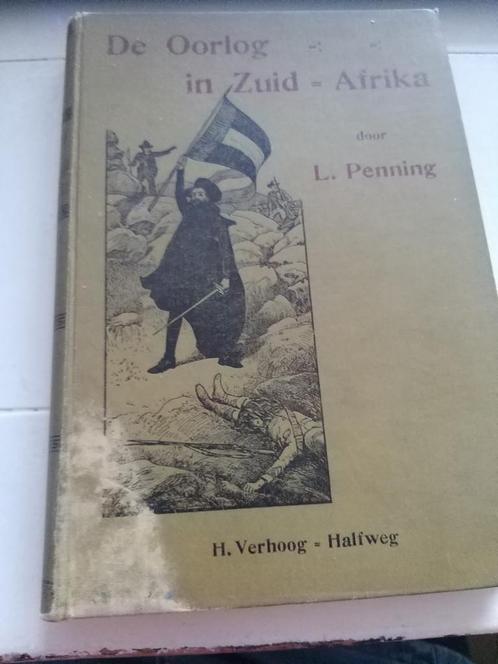 De Oorlog -: -:
in Zuid = Afrika
door
L. Penning
H. Verhoog = Halfweg